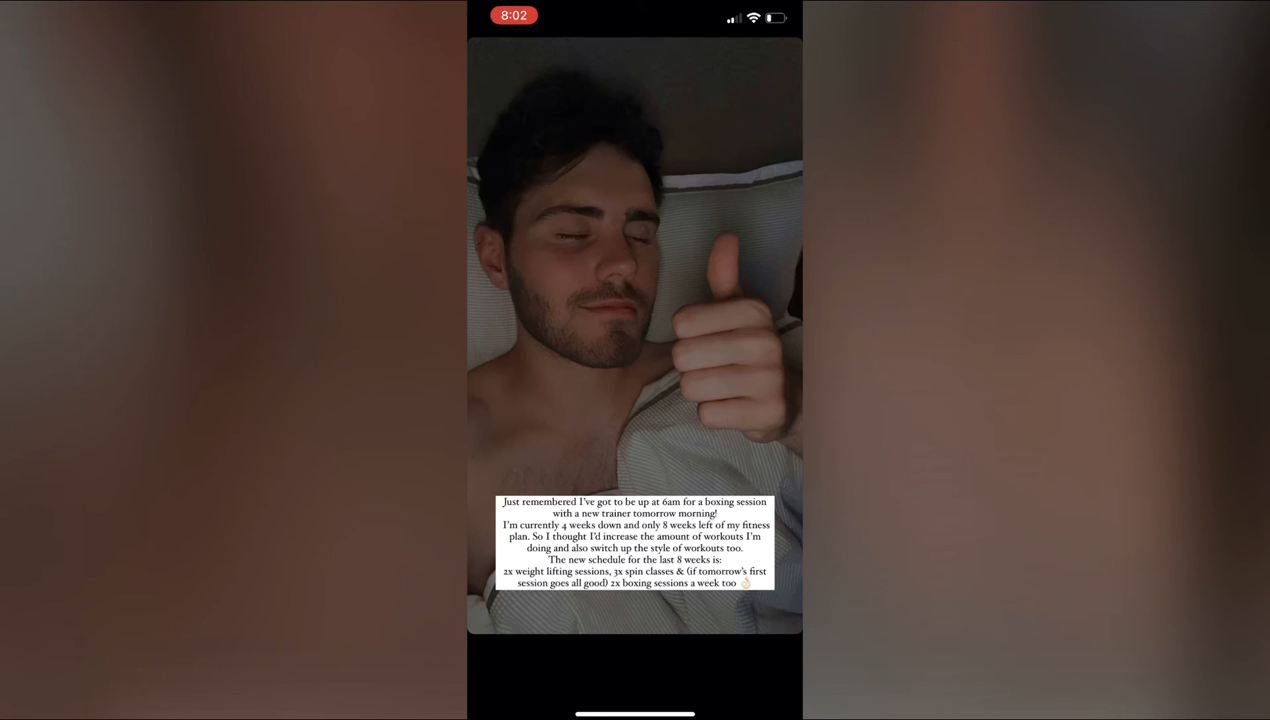 8:02
Just remembered I've got to be up at 6am for a boxing session
with a new trainer tomorrow morning!
I'm currently 4 weeks down and only 8 weeks left of my fitness
plan. So I thought I'd increase the amount of workouts I'm
doing and also switch up the style of workouts too.
The new schedule for the last 8 weeks is:
2x weight lifting sessions, 3x spin classes & (if tomorrow's first
session goes all good) 2x boxing sessions a week too 👌🏻